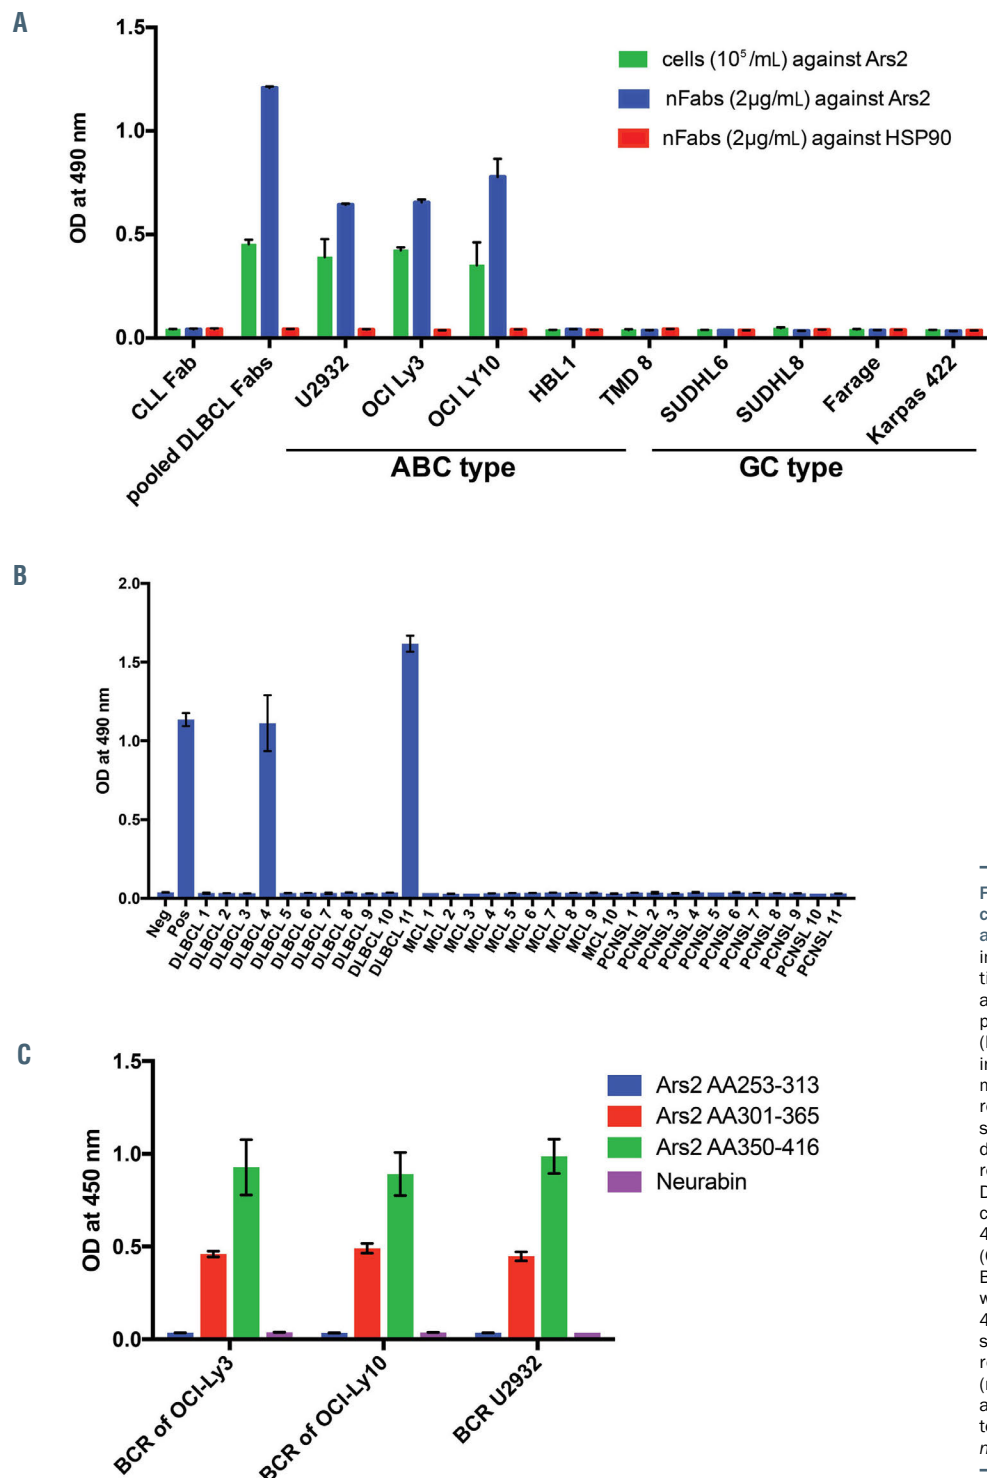 A
1.5
1.0
0.5
0.0
OD at 490 nm
cells (10⁵/mL) against Ars2
nFabs (2µg/mL) against Ars2
nFabs (2µg/mL) against HSP90
CLL Fab
pooled DLBCL Fabs
U2932
OCI Ly3
OCI LY10
HBL1
TMD 8
SUDHL6
SUDHL8
Farage
Karpas 422
ABC type
GC type
B
2.0
1.5
1.0
0.5
0.0
OD at 490 nm
Neg
Pos
DLBCL 1
DLBCL 2
DLBCL 3
DLBCL 4
DLBCL 5
DLBCL 6
DLBCL 7
DLBCL 8
DLBCL 9
DLBCL 10
DLBCL 11
MCL 1
MCL 2
MCL 3
MCL 4
MCL 5
MCL 6
MCL 7
MCL 8
MCL 9
MCL 10
PCNSL 1
PCNSL 2
PCNSL 3
PCNSL 4
PCNSL 5
PCNSL 6
PCNSL 7
PCNSL 8
PCNSL 9
PCNSL 10
PCNSL 11
C
1.5
1.0
0.5
0.0
OD at 450 nm
Ars2 AA253-313
Ars2 AA301-365
Ars2 AA350-416
Neurabin
BCR of OCI-Ly3
BCR of OCI-Ly10
BCR U2932